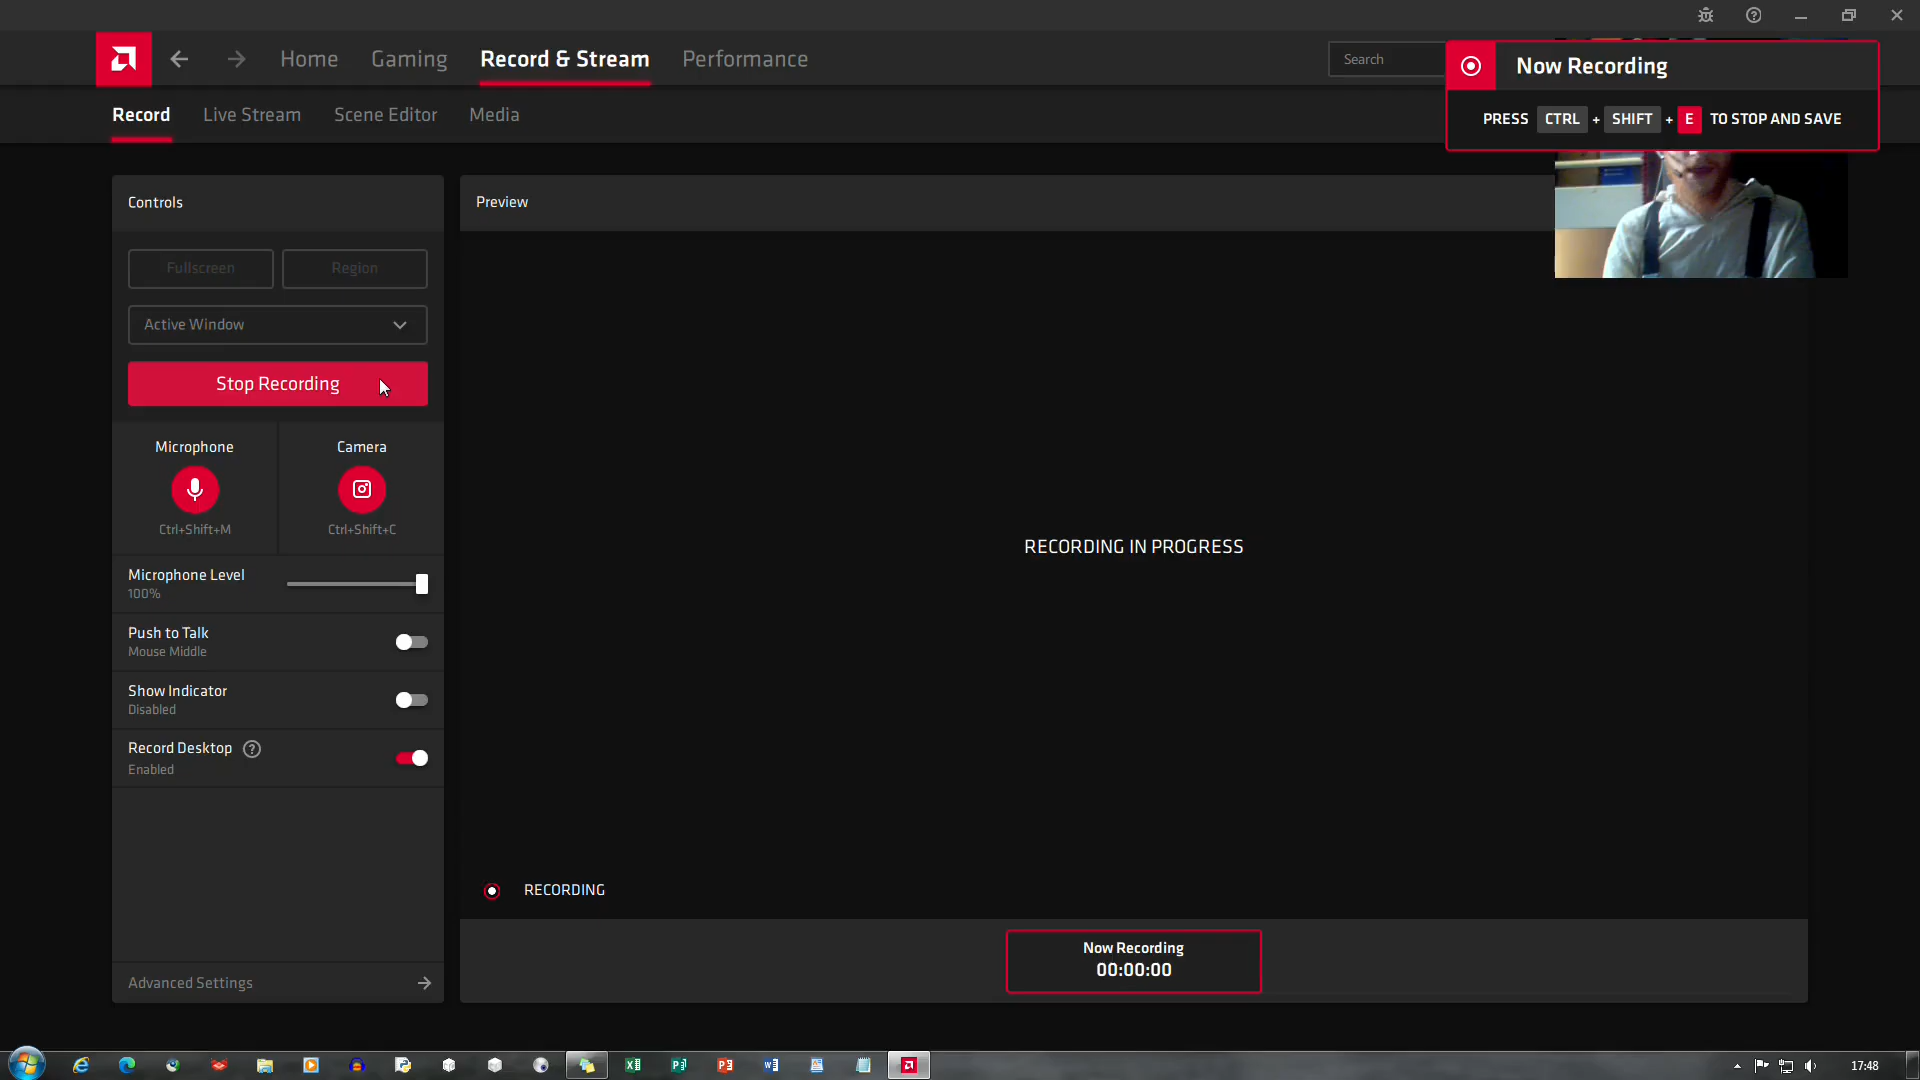 Home Gaming Record & Stream Performance
Search
Now Recording
PRESS CTRL + SHIFT + E TO STOP AND SAVE
Record Live Stream Scene Editor Media
Controls
Fullscreen Region
Active Window
Stop Recording
Microphone Camera
Ctrl+Shift+M Ctrl+Shift+C
Microphone Level
100%
Push to Talk
Mouse Middle
Show Indicator
Disabled
Record Desktop ?
Enabled
Advanced Settings
Preview
RECORDING IN PROGRESS
RECORDING
Now Recording
00:00:00
17:48